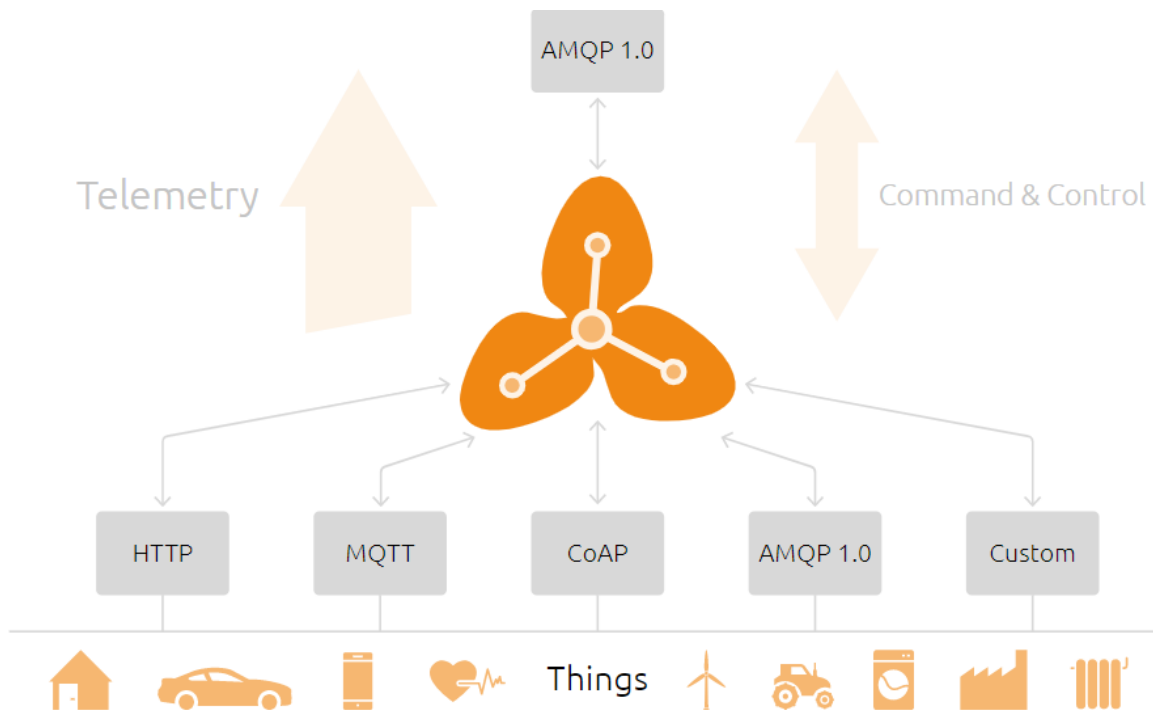 AMQP 1.0
Telemetry
Command & Control
HTTP
MQTT
CoAP
AMQP 1.0
Custom
Things